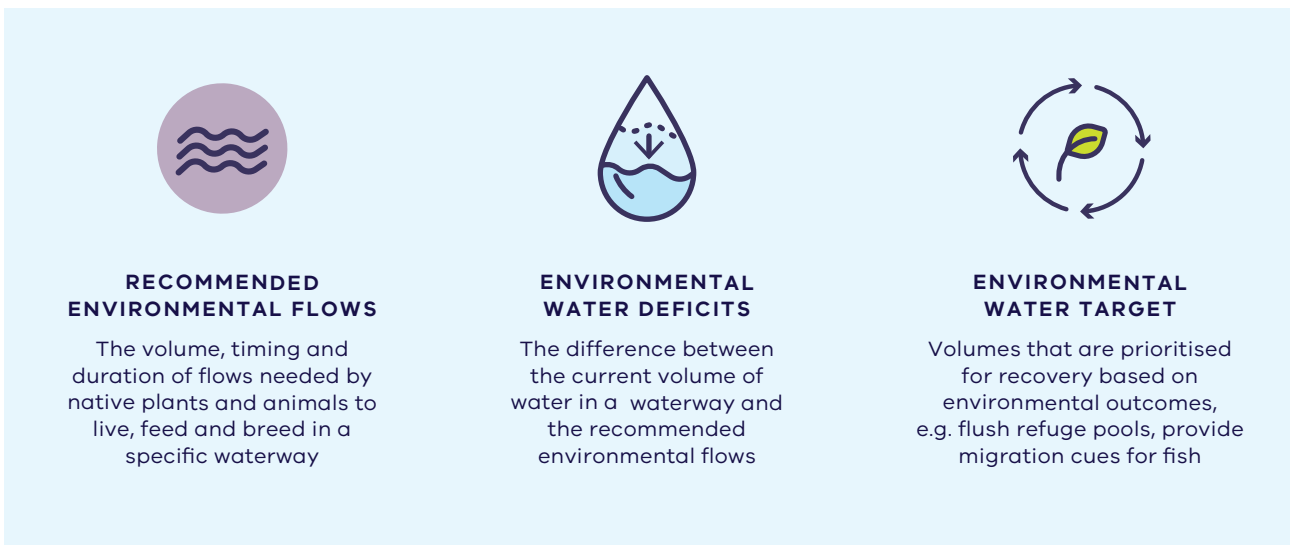 RECOMMENDED
ENVIRONMENTAL FLOWS
The volume, timing and
duration of flows needed by
native plants and animals to
live, feed and breed in a
specific waterway
ENVIRONMENTAL
WATER DEFICITS
The difference between
the current volume of
water in a waterway and
the recommended
environmental flows
ENVIRONMENTAL
WATER TARGET
Volumes that are prioritised
for recovery based on
environmental outcomes,
e.g. flush refuge pools, provide
migration cues for fish